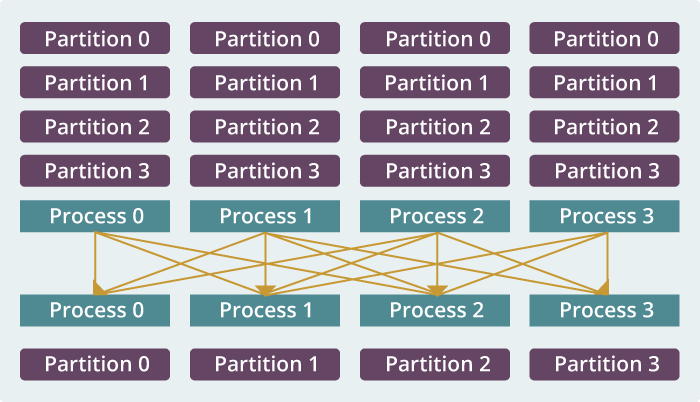 Partition 0 Partition 0 Partition 0 Partition 0
Partition 1 Partition 1 Partition 1 Partition 1
Partition 2 Partition 2 Partition 2 Partition 2
Partition 3 Partition 3 Partition 3 Partition 3
Process 0 Process 1 Process 2 Process 3
Process 0 Process 1 Process 2 Process 3
Partition 0 Partition 1 Partition 2 Partition 3